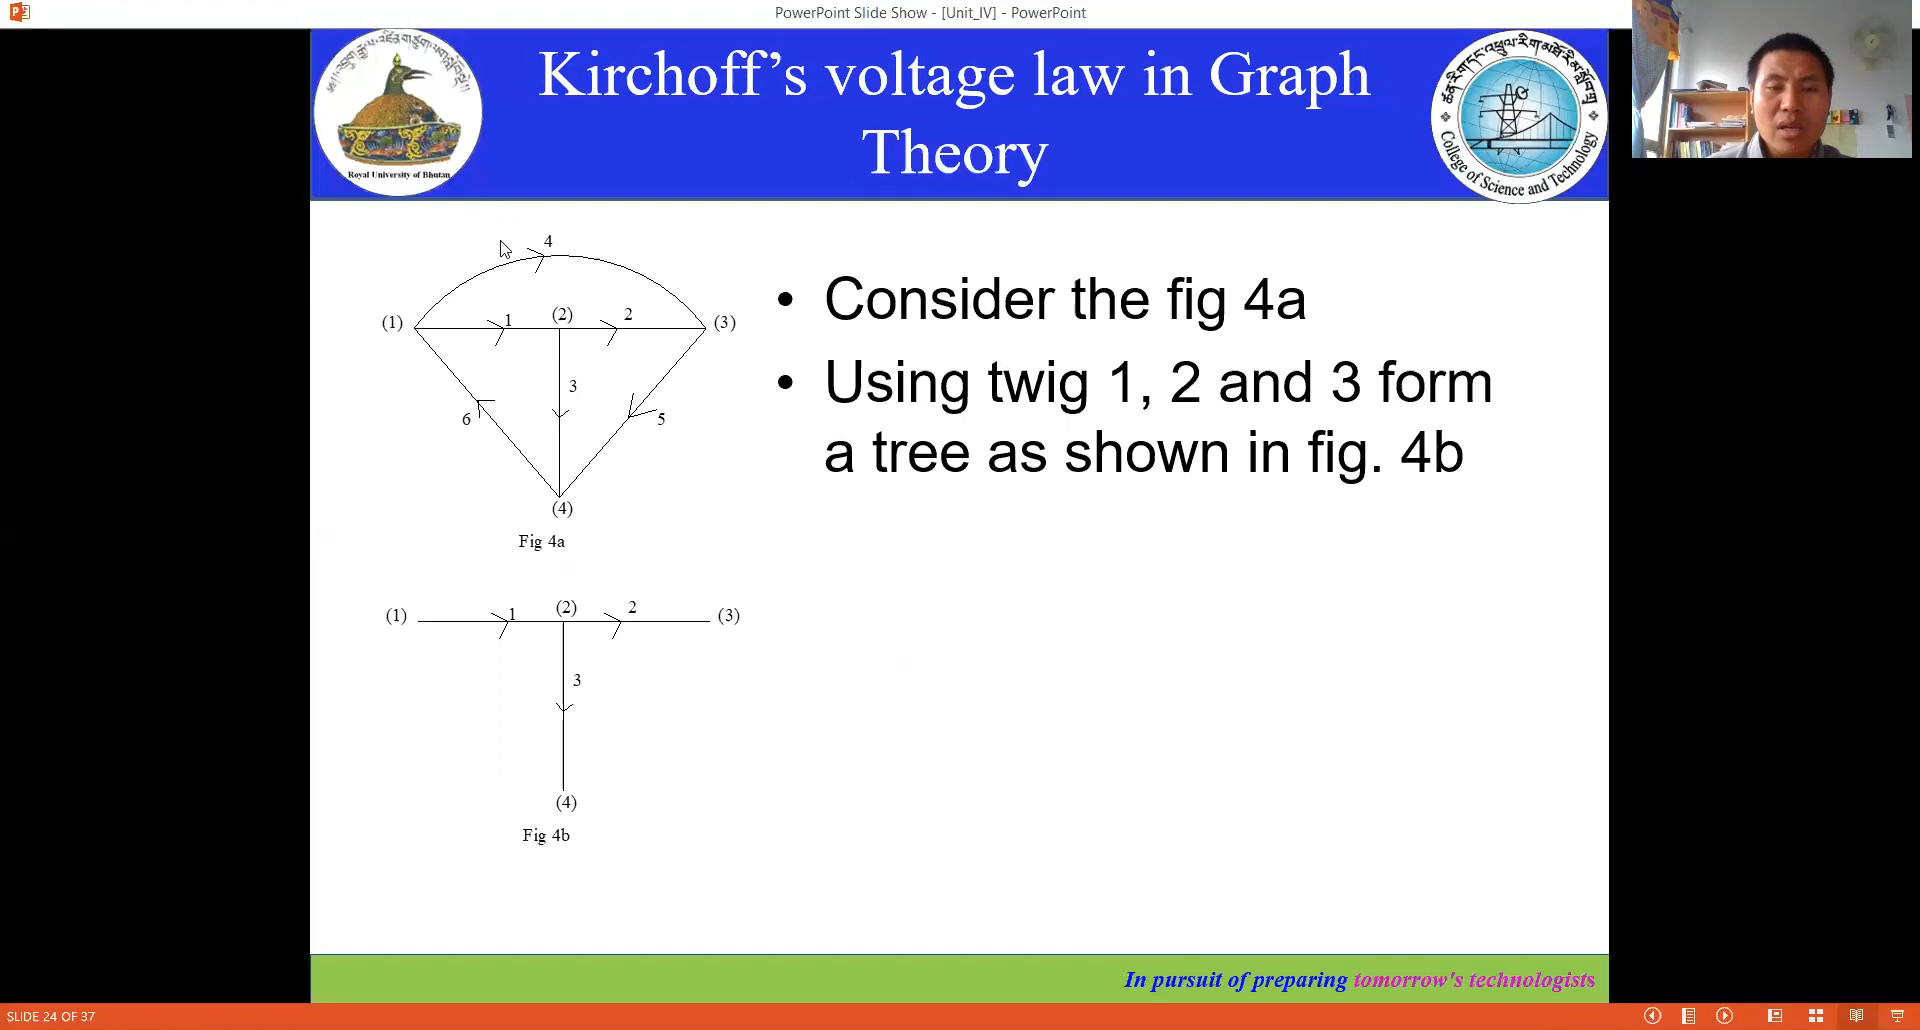 PowerPoint Slide Show - [Unit_IV] - PowerPoint
Kirchoff’s voltage law in Graph
Theory
Royal University of Bhutan
College of Science and Technology
4
(1)
1
(2)
2
(3)
3
6
5
(4)
Fig 4a
• Consider the fig 4a
• Using twig 1, 2 and 3 form
a tree as shown in fig. 4b
(1)
1
(2)
2
(3)
3
(4)
Fig 4b
In pursuit of preparing tomorrow's technologists
SLIDE 24 OF 37